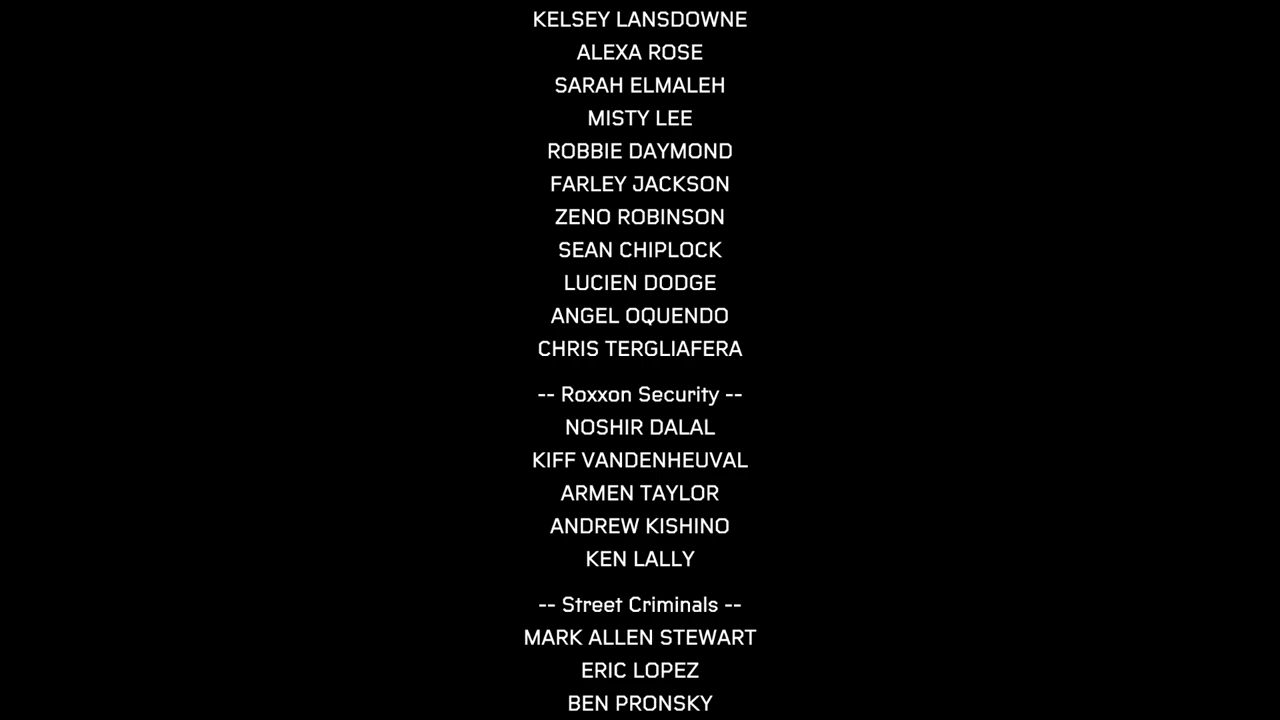 KELSEY LANSDOWNE
ALEXA ROSE
SARAH ELMALEH
MISTY LEE
ROBBIE DAYMOND
FARLEY JACKSON
ZENO ROBINSON
SEAN CHIPLOCK
LUCIEN DODGE
ANGEL OQUENDO
CHRIS TERGLIAFERA
-- Roxxon Security --
NOSHIR DALAL
KIFF VANDENHEUVAL
ARMEN TAYLOR
ANDREW KISHINO
KEN LALLY
-- Street Criminals --
MARK ALLEN STEWART
ERIC LOPEZ
BEN PRONSKY